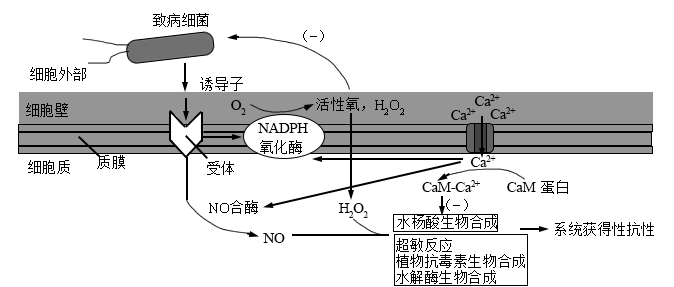 致病细菌
(－)
细胞外部
诱导子
细胞壁
O₂
活性氧，H₂O₂
Ca²⁺
Ca²⁺
Ca²⁺
NADPH
氧化酶
细胞质
质膜
受体
Ca²⁺
CaM-Ca²⁺
CaM 蛋白
NO合酶
H₂O₂
(－)
水杨酸生物合成
系统获得性抗性
NO
超敏反应
植物抗毒素生物合成
水解酶生物合成